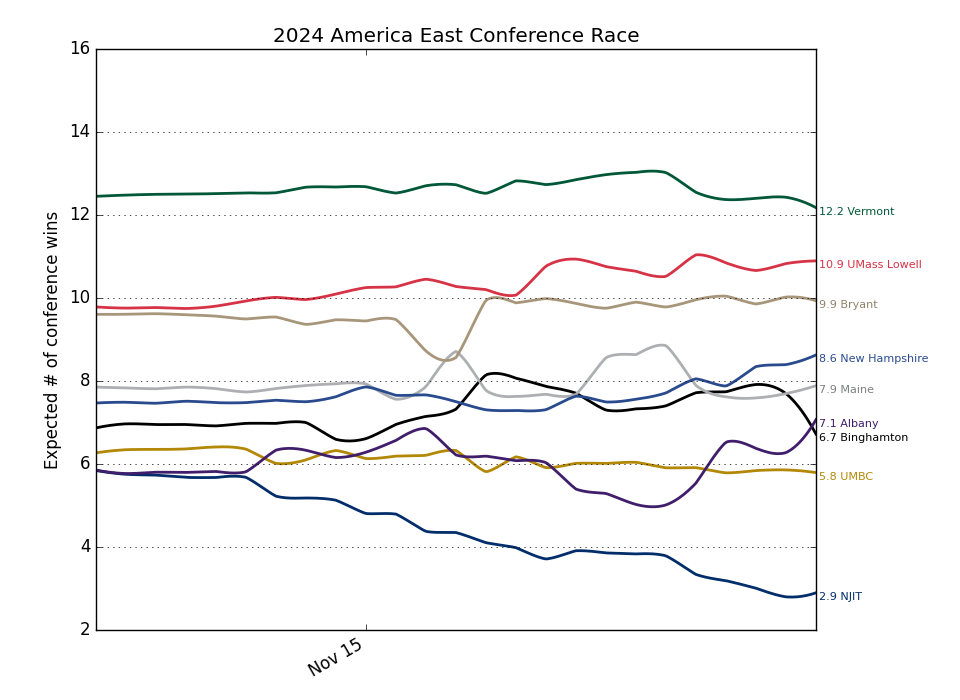 2024 America East Conference Race
Expected # of conference wins
16
14
12
10
8
6
4
2
Nov 15
12.2 Vermont
10.9 UMass Lowell
9.9 Bryant
8.6 New Hampshire
7.9 Maine
7.1 Albany
6.7 Binghamton
5.8 UMBC
2.9 NJIT